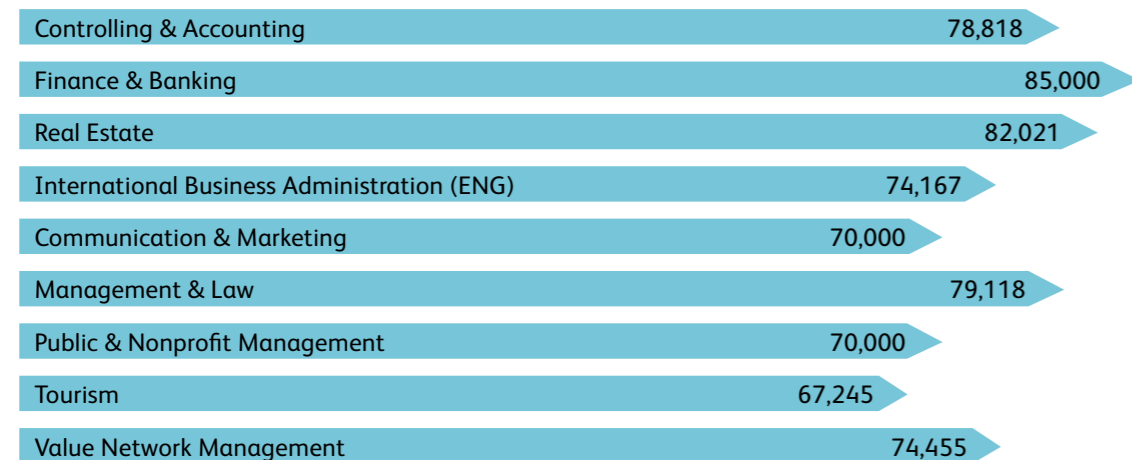 Controlling & Accounting 78,818
Finance & Banking 85,000
Real Estate 82,021
International Business Administration (ENG) 74,167
Communication & Marketing 70,000
Management & Law 79,118
Public & Nonprofit Management 70,000
Tourism 67,245
Value Network Management 74,455